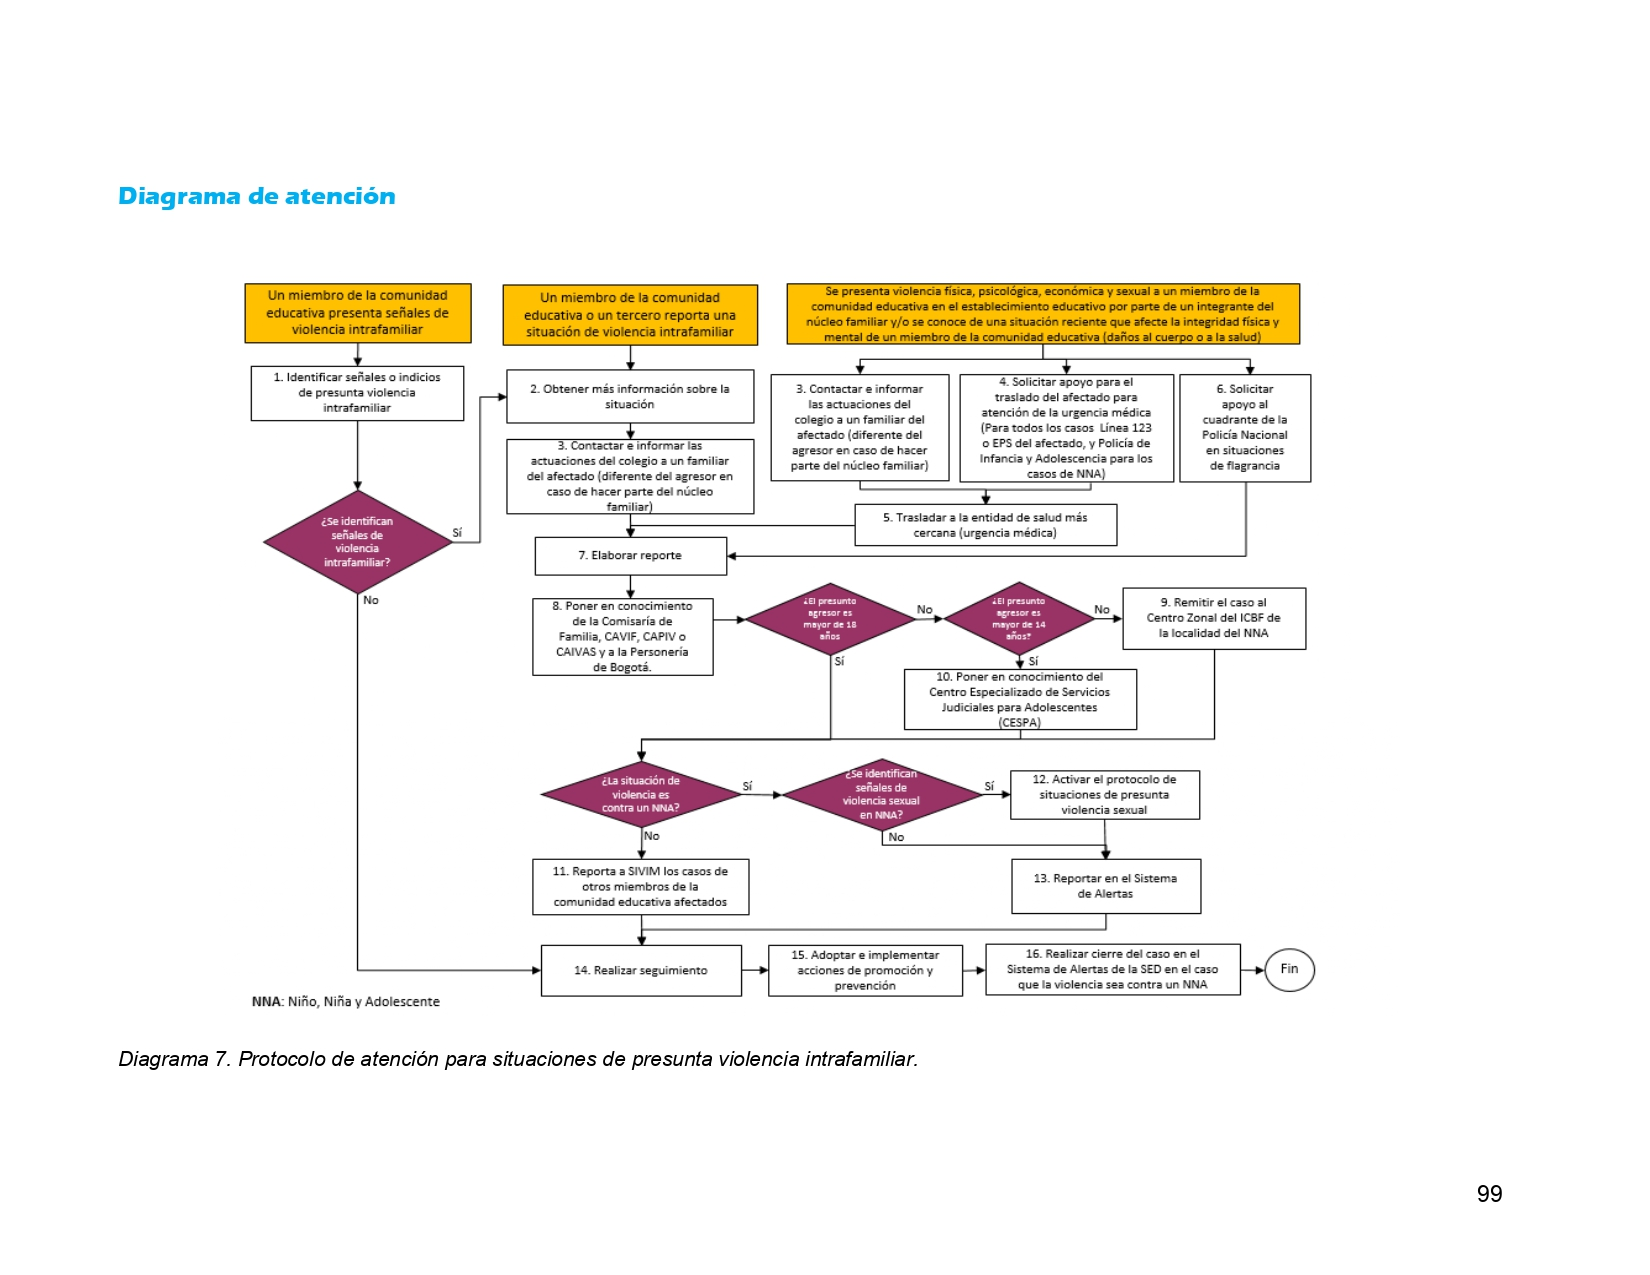 Diagrama de atención
Un miembro de la comunidad
educativa presenta señales de
violencia intrafamiliar
Un miembro de la comunidad
educativa o un tercero reporta una
situación de violencia intrafamiliar
Se presenta violencia física, psicológica, económica y sexual a un miembro de la
comunidad educativa en el establecimiento educativo por parte de un integrante del
núcleo familiar y/o se conoce de una situación reciente que afecte la integridad física y
mental de un miembro de la comunidad educativa (daños al cuerpo o a la salud)
1. Identificar señales o indicios
de presunta violencia
intrafamiliar
2. Obtener más información sobre la
situación
3. Contactar e informar las
actuaciones del colegio a un familiar
del afectado (diferente del agresor en
caso de hacer parte del núcleo
familiar)
3. Contactar e informar
las actuaciones del
colegio a un familiar del
afectado (diferente del
agresor en caso de hacer
parte del núcleo familiar)
4. Solicitar apoyo para el
traslado del afectado para
atención de la urgencia médica
(Para todos los casos Línea 123
o EPS del afectado, y Policía de
Infancia y Adolescencia para los
casos de NNA)
6. Solicitar
apoyo al
cuadrante de la
Policía Nacional
en situaciones
de flagrancia
5. Trasladar a la entidad de salud más
cercana (urgencia médica)
¿Se identifican
señales de
violencia
intrafamiliar?
Sí
No
7. Elaborar reporte
8. Poner en conocimiento
de la Comisaría de
Familia, CAVIF, CAPIV o
CAIVAS y a la Personería
de Bogotá.
¿El presunto
agresor es
mayor de 18
años
No
Sí
¿El presunto
agresor es
mayor de 14
años?
No
Sí
9. Remitir el caso al
Centro Zonal del ICBF de
la localidad del NNA
10. Poner en conocimiento del
Centro Especializado de Servicios
Judiciales para Adolescentes
(CESPA)
¿La situación de
violencia es
contra un NNA?
Sí
No
¿Se identifican
señales de
violencia sexual
en NNA?
Sí
No
12. Activar el protocolo de
situaciones de presunta
violencia sexual
11. Reporta a SIVIM los casos de
otros miembros de la
comunidad educativa afectados
13. Reportar en el Sistema
de Alertas
14. Realizar seguimiento
15. Adoptar e implementar
acciones de promoción y
prevención
16. Realizar cierre del caso en el
Sistema de Alertas de la SED en el caso
que la violencia sea contra un NNA
Fin
NNA: Niño, Niña y Adolescente
Diagrama 7. Protocolo de atención para situaciones de presunta violencia intrafamiliar.
99